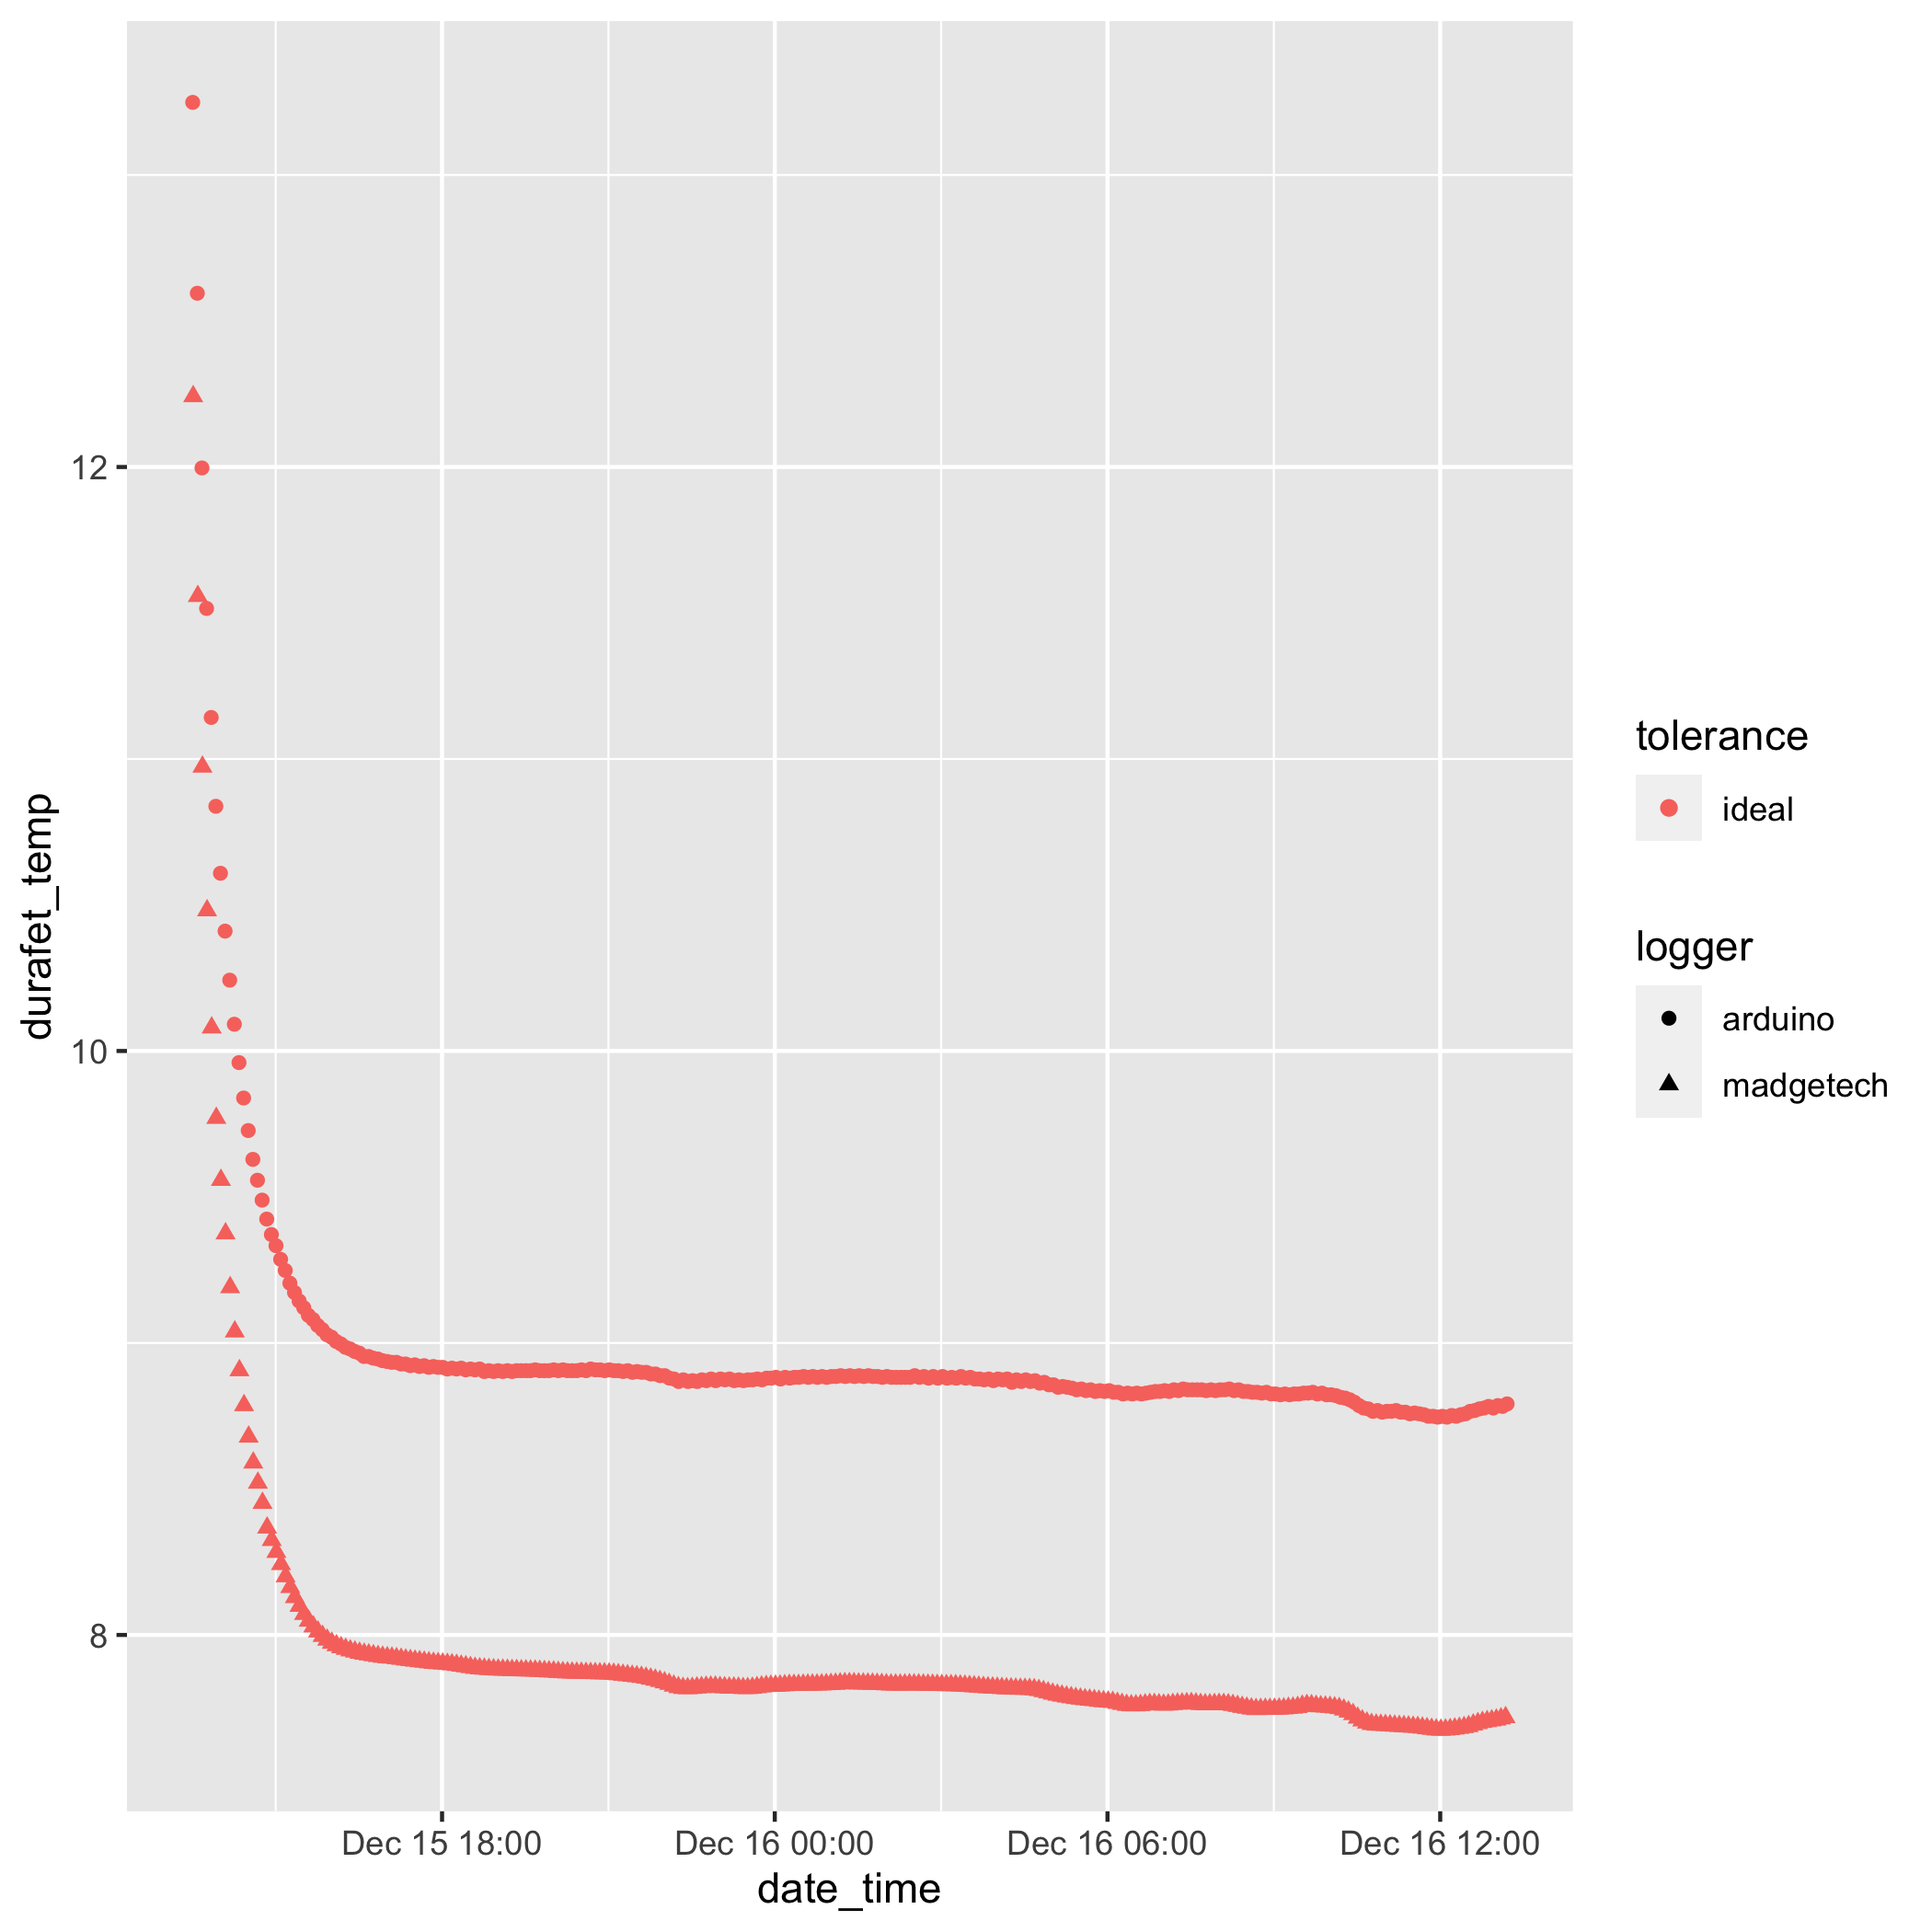 durafet_temp
12
10
8
Dec 15 18:00
Dec 16 00:00
Dec 16 06:00
Dec 16 12:00
date_time
tolerance
ideal
logger
arduino
madgetech